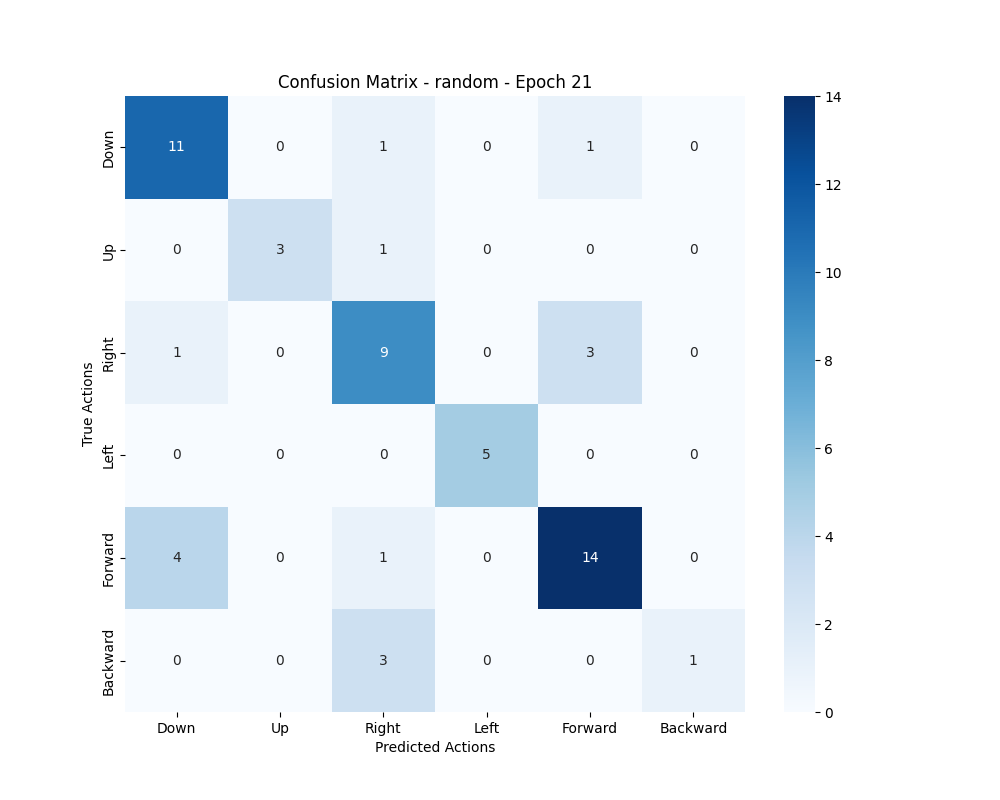 Confusion Matrix - random - Epoch 21
True Actions
Down 11 0 1 0 1 0
Up 0 3 1 0 0 0
Right 1 0 9 0 3 0
Left 0 0 0 5 0 0
Forward 4 0 1 0 14 0
Backward 0 0 3 0 0 1
Down Up Right Left Forward Backward
Predicted Actions
14
12
10
8
6
4
2
0